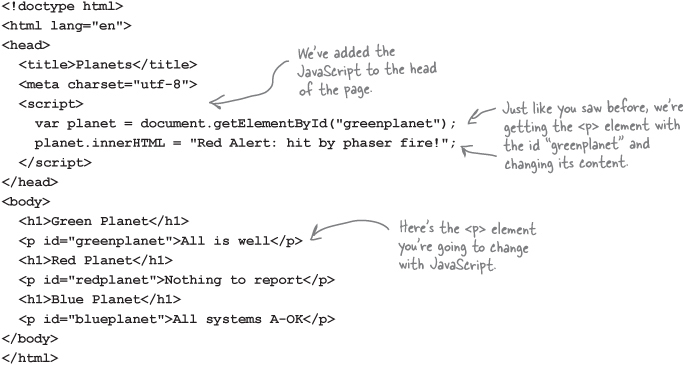 <!doctype html>
<html lang="en">
<head>
<title>Planets</title>
<meta charset="utf-8">
<script>
var planet = document.getElementById("greenplanet");
planet.innerHTML = "Red Alert: hit by phaser fire!";
</script>
</head>
<body>
<h1>Green Planet</h1>
<p id="greenplanet">All is well</p>
<h1>Red Planet</h1>
<p id="redplanet">Nothing to report</p>
<h1>Blue Planet</h1>
<p id="blueplanet">All systems A-OK</p>
</body>
</html>
We've added the
JavaScript to the head
of the page.
Just like you saw before, we're
getting the <p> element with
the id "greenplanet" and
changing its content.
Here's the <p> element
you're going to change
with JavaScript.